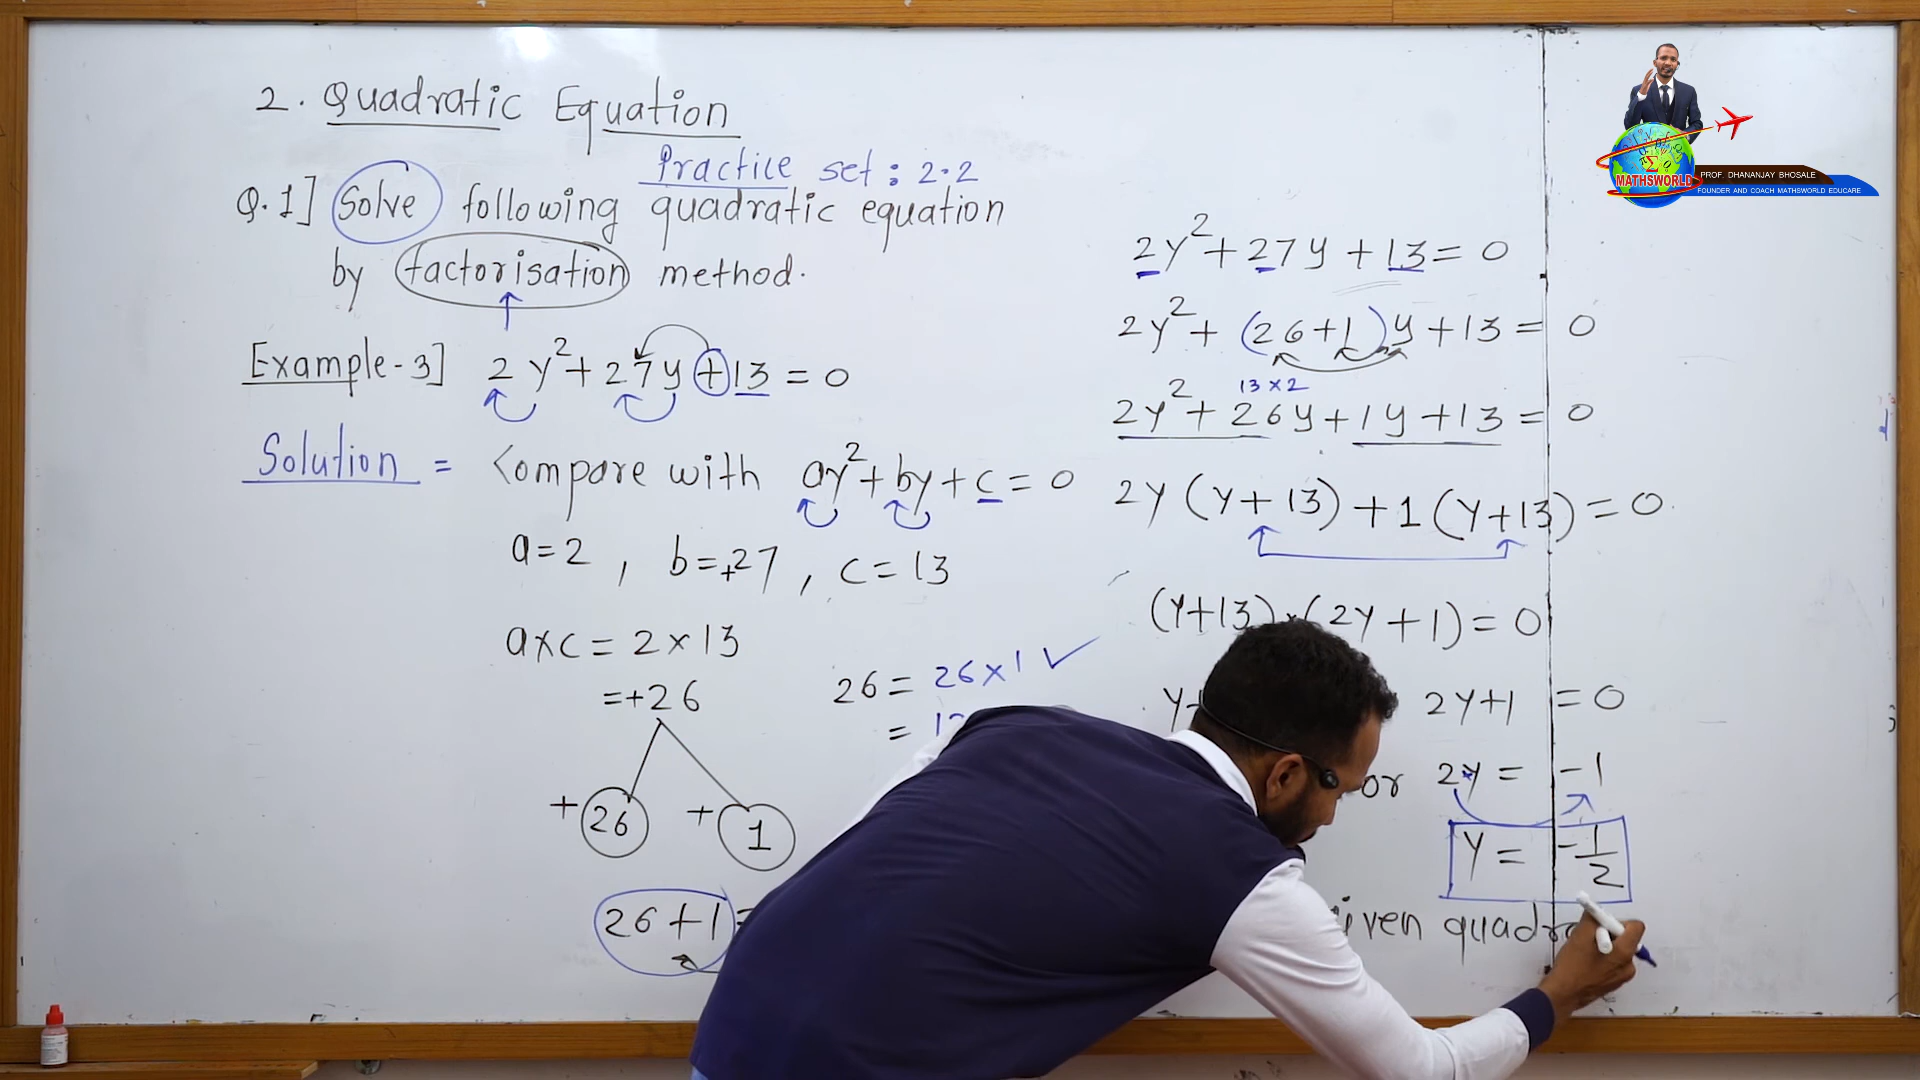 2. Quadratic Equation
Practice set : 2.2
Q.1] Solve following quadratic equation
by factorisation method.
Example-3] 2y²+27y+13=0
Solution = Compare with ay²+by+c=0
a=2 , b=+27 , c=13
a×c = 2×13
=+26
+26 +1
26+1=
26 = 26×1 ✓
=
2y²+27y+13=0
2y²+(26+1)y+13=0
13×2
2y²+26y+1y+13=0
2y(y+13)+1(y+13)=0
(y+13)×(2y+1)=0
2y+1=0
or 2y=-1
y=-1/2
given
MATHSWORLD
PROF. DHANANJAY BHOSALE
FOUNDER AND COACH MATHSWORLD EDUCARE